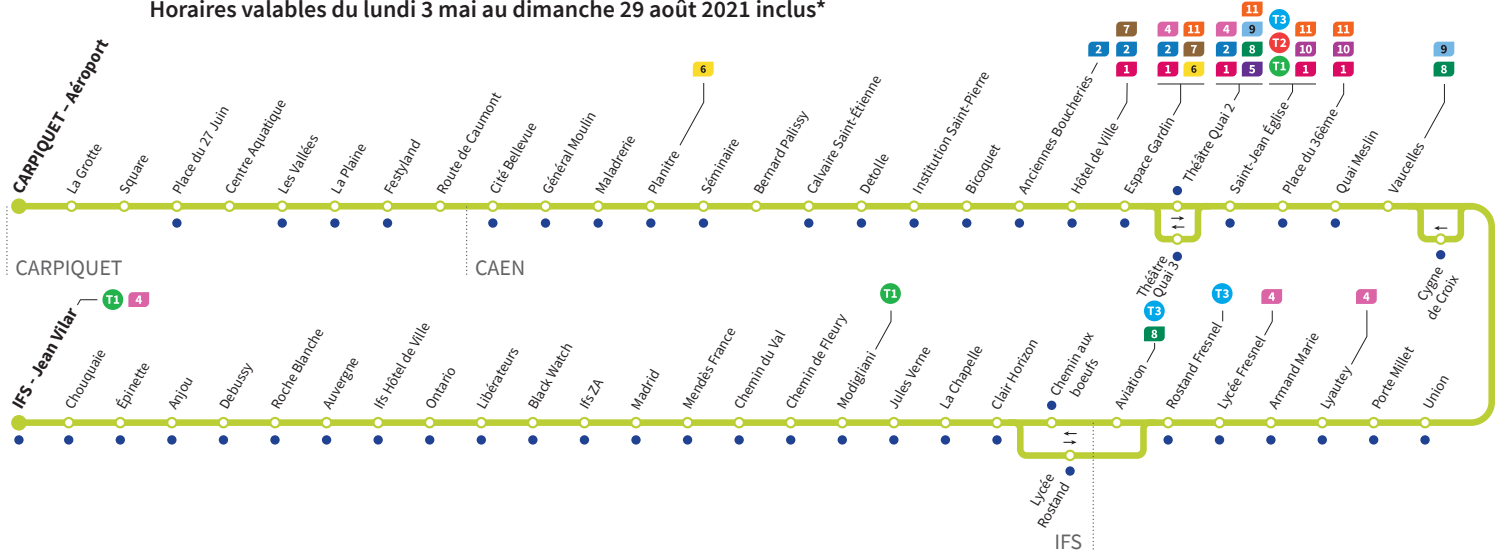 Horaires valables du lundi 3 mai au dimanche 29 août 2021 inclus*
CARPIQUET – Aéroport
La Grotte
Square
Place du 27 Juin
Centre Aquatique
Les Vallées
La Plaine
Festyland
Route de Caumont
Cité Bellevue
Général Moulin
Maladrerie
Planitre
6
Séminaire
Bernard Palissy
Calvaire Saint-Étienne
Detolle
Institution Saint-Pierre
Bicoquet
Anciennes Boucheries
2
Hôtel de Ville
7
2
1
Espace Gardin
4 11
2 7
1 6
Théâtre Quai 2
11
4 9
2 8
1 5
Théâtre
Quai 3
Saint-Jean Église
T3 11
T2 10
T1 1
Place du 36ème
11
10
1
Quai Meslin
Vaucelles
9
8
Cygne
de Croix
CARPIQUET
CAEN
IFS - Jean Vilar
T1 4
Chouquaie
Épinette
Anjou
Debussy
Roche Blanche
Auvergne
Ifs Hôtel de Ville
Ontario
Libérateurs
Black Watch
Ifs ZA
Madrid
Mendès France
Chemin du Val
Chemin de Fleury
Modigliani
T1
Jules Verne
La Chapelle
Clair Horizon
Chemin aux
boeufs
Lycée
Rostand
Aviation
T3
8
Rostand Fresnel
T3
Lycée Fresnel
4
Armand Marie
Lyautey
4
Porte Millet
Union
IFS